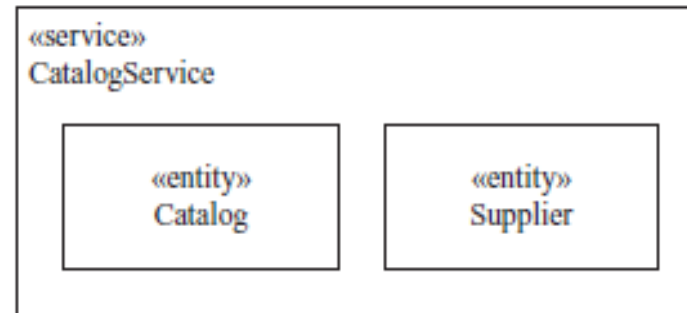 «service»
CatalogService
«entity»
Catalog
«entity»
Supplier